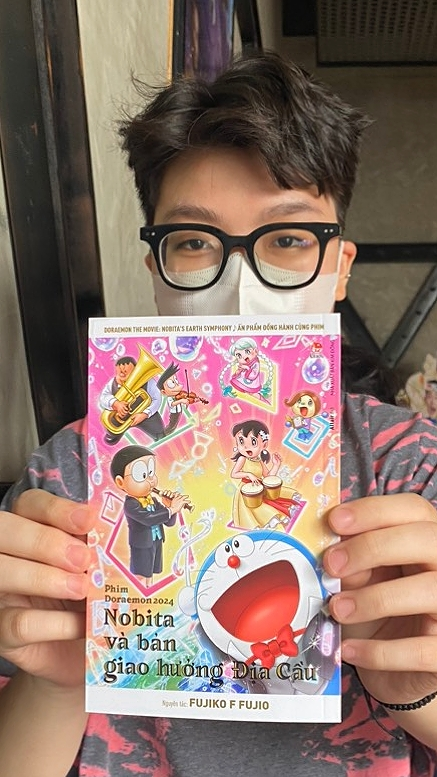 DORAEMON THE MOVIE: NOBITA'S EARTH SYMPHONY ♪ ẤN PHẨM ĐỒNG HÀNH CÙNG PHIM
Phim
Doraemon 2024
Nobita
và bản
giao hưởng Địa Cầu
Nguyên tác: FUJIKO F FUJIO